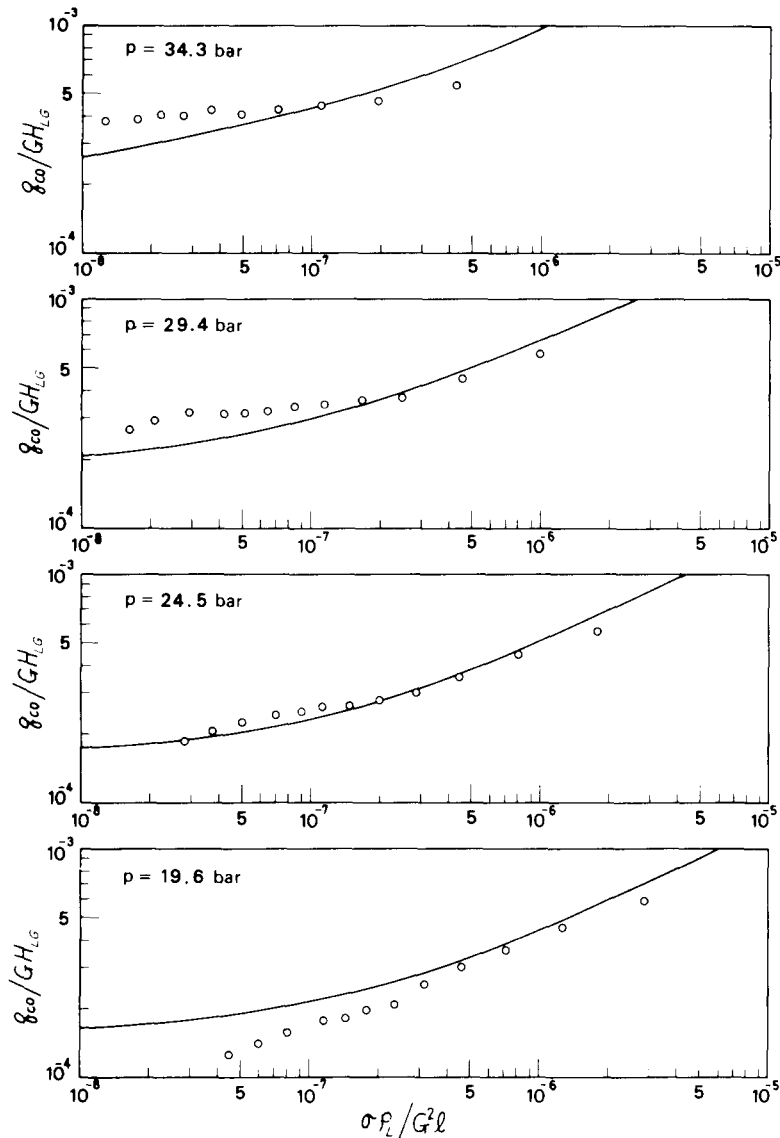 p = 34.3 bar
10⁻³
5
10⁻⁴
q_co/GH_LG
10⁻⁸ 5 10⁻⁷ 5 10⁻⁶ 5 10⁻⁵
p = 29.4 bar
10⁻³
5
10⁻⁴
q_co/GH_LG
10⁻⁸ 5 10⁻⁷ 5 10⁻⁶ 5 10⁻⁵
p = 24.5 bar
10⁻³
5
10⁻⁴
q_co/GH_LG
10⁻⁸ 5 10⁻⁷ 5 10⁻⁶ 5 10⁻⁵
p = 19.6 bar
10⁻³
5
10⁻⁴
q_co/GH_LG
10⁻⁸ 5 10⁻⁷ 5 10⁻⁶ 5 10⁻⁵
σρ_L/G²l